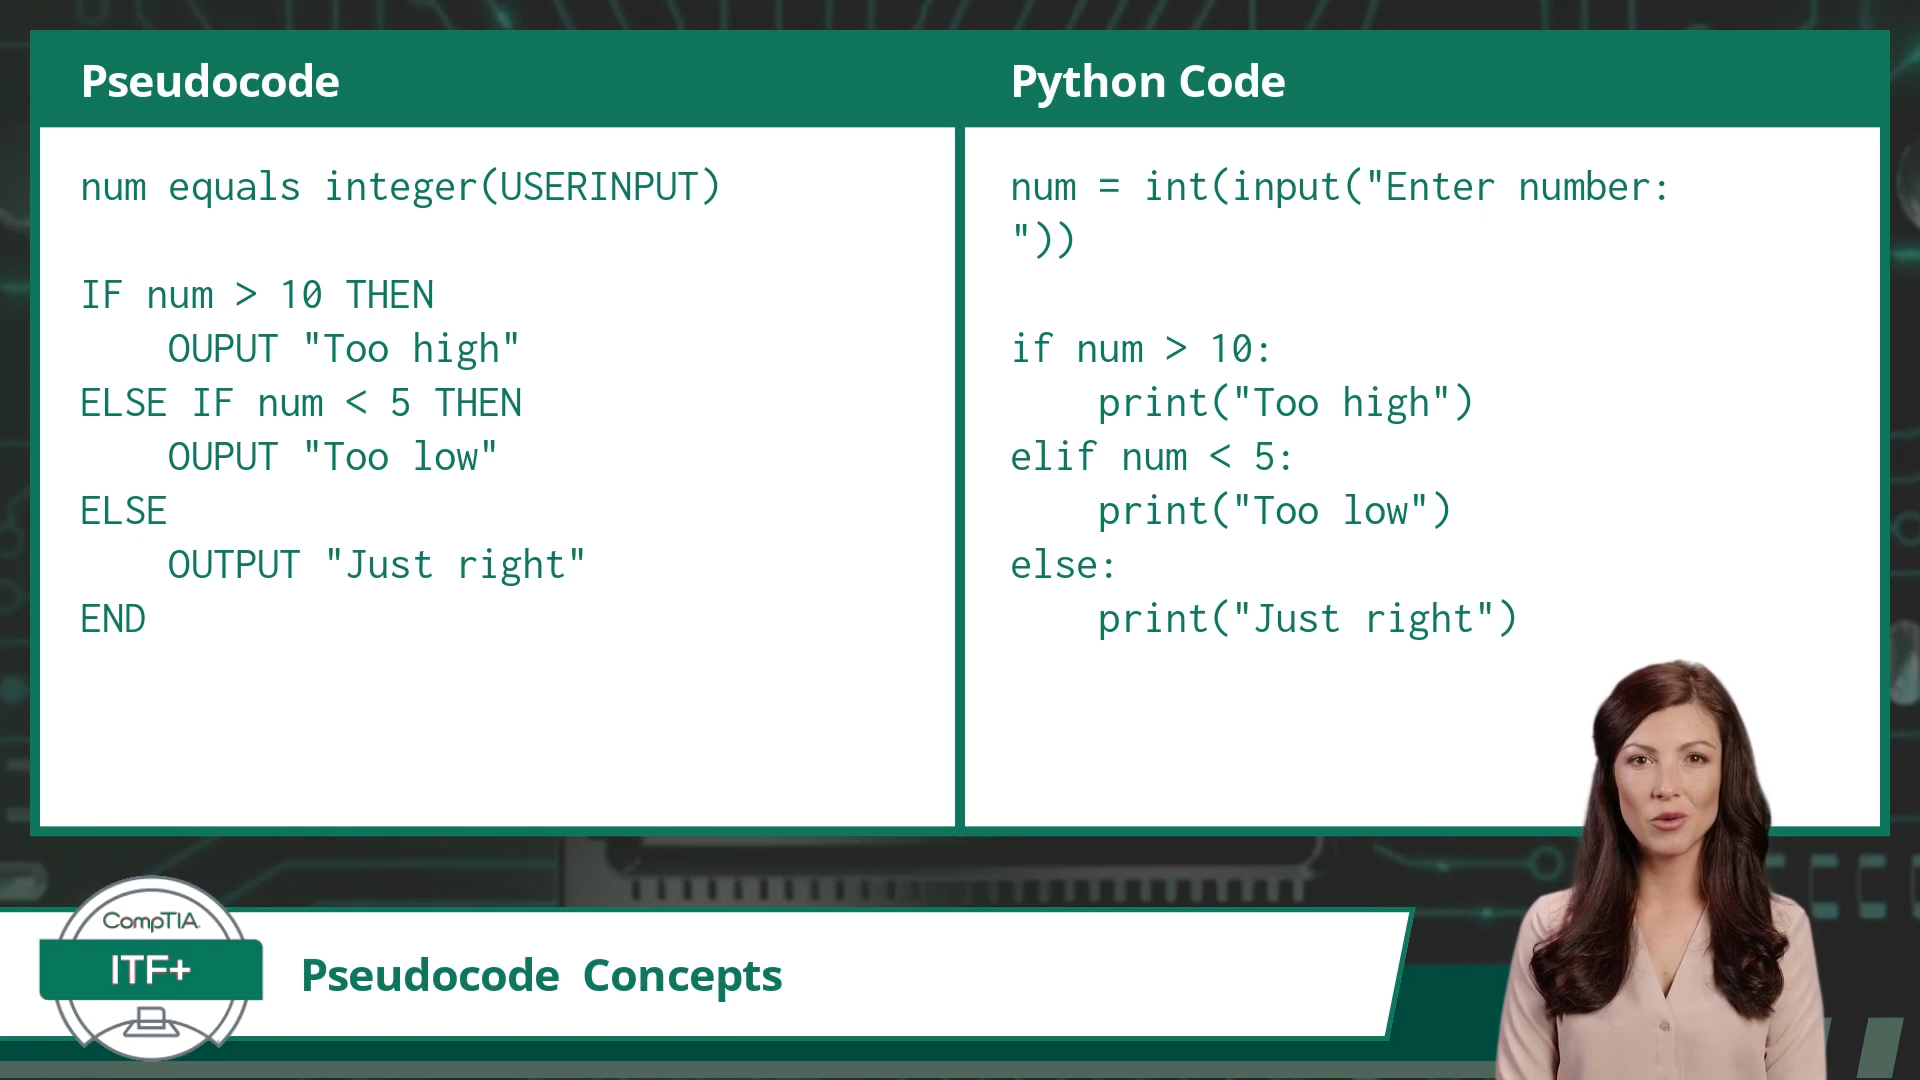 Pseudocode
num equals integer(USERINPUT)
IF num > 10 THEN
    OUPUT "Too high"
ELSE IF num < 5 THEN
    OUPUT "Too low"
ELSE
    OUTPUT "Just right"
END
Python Code
num = int(input("Enter number:
"))
if num > 10:
    print("Too high")
elif num < 5:
    print("Too low")
else:
    print("Just right")
CompTIA
ITF+
Pseudocode Concepts